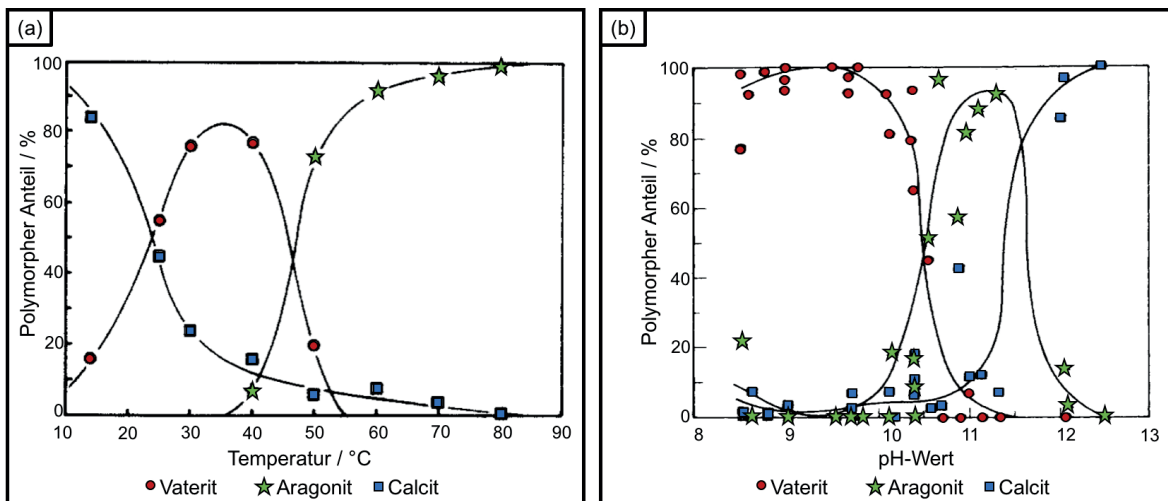 (a)
100
80
60
40
20
0
Polymorpher Anteil / %
10 20 30 40 50 60 70 80 90
Temperatur / °C
Vaterit Aragonit Calcit
(b)
100
80
60
40
20
0
Polymorpher Anteil / %
8 9 10 11 12 13
pH-Wert
Vaterit Aragonit Calcit